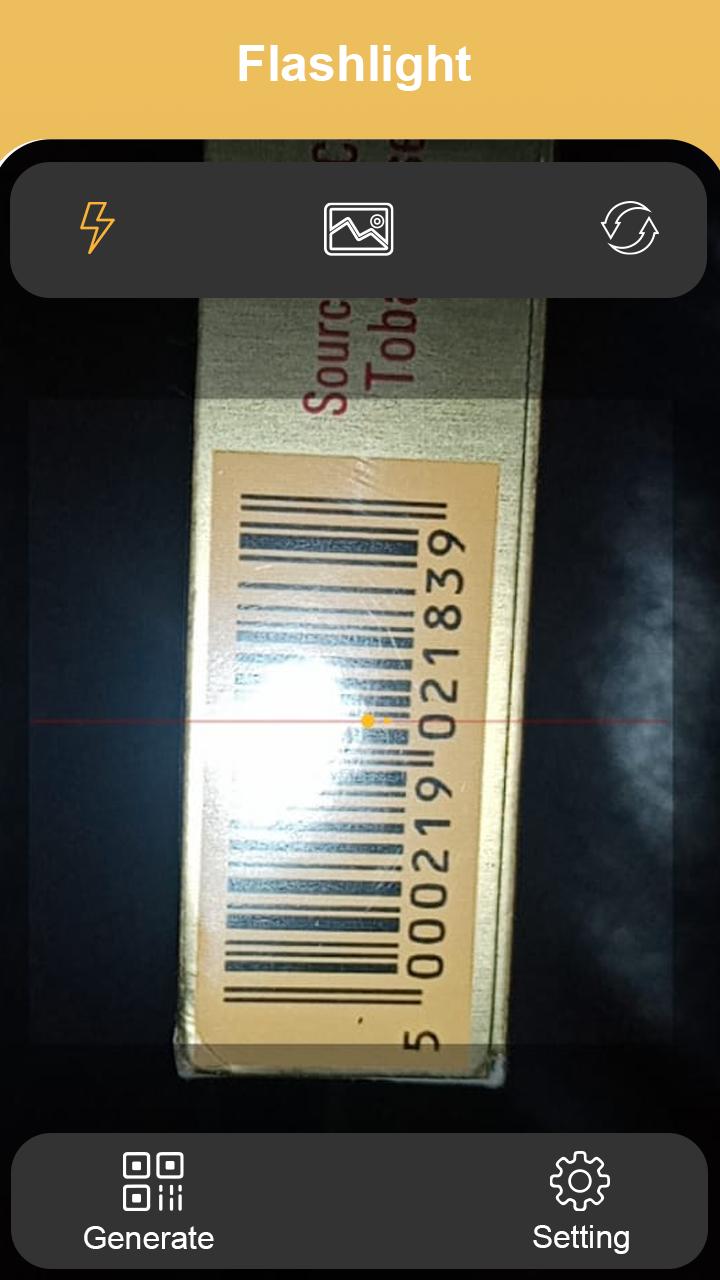 Flashlight
Sourc
Toba
5 000219 021839
Generate
Setting